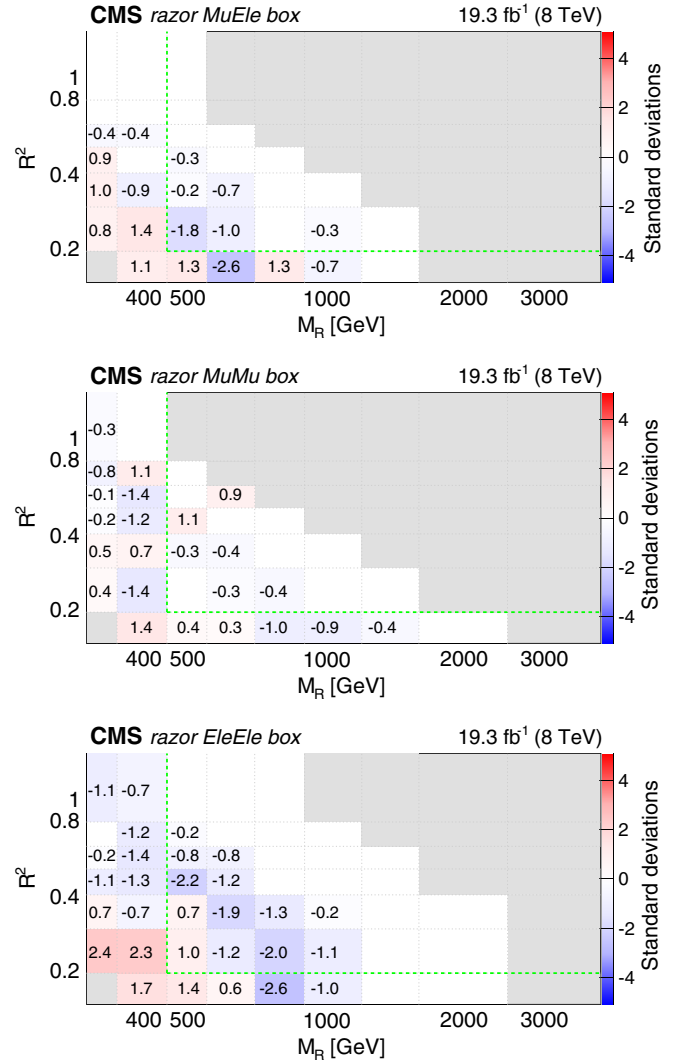 CMS razor MuEle box 19.3 fb-1 (8 TeV)
1
0.8
0.4
0.2
R2
-0.4 -0.4
0.9 -0.3
1.0 -0.9 -0.2 -0.7
0.8 1.4 -1.8 -1.0 -0.3
1.1 1.3 -2.6 1.3 -0.7
400 500 1000 2000 3000
MR [GeV]
4
2
0
-2
-4
Standard deviations
CMS razor MuMu box 19.3 fb-1 (8 TeV)
1
0.8
0.4
0.2
R2
-0.3
-0.8 1.1
-0.1 -1.4 0.9
-0.2 -1.2 1.1
0.5 0.7 -0.3 -0.4
0.4 -1.4 -0.3 -0.4
1.4 0.4 0.3 -1.0 -0.9 -0.4
400 500 1000 2000 3000
MR [GeV]
4
2
0
-2
-4
Standard deviations
CMS razor EleEle box 19.3 fb-1 (8 TeV)
1
0.8
0.4
0.2
R2
-1.1 -0.7
-1.2 -0.2
-0.2 -1.4 -0.8 -0.8
-1.1 -1.3 -2.2 -1.2
0.7 -0.7 0.7 -1.9 -1.3 -0.2
2.4 2.3 1.0 -1.2 -2.0 -1.1
1.7 1.4 0.6 -2.6 -1.0
400 500 1000 2000 3000
MR [GeV]
4
2
0
-2
-4
Standard deviations